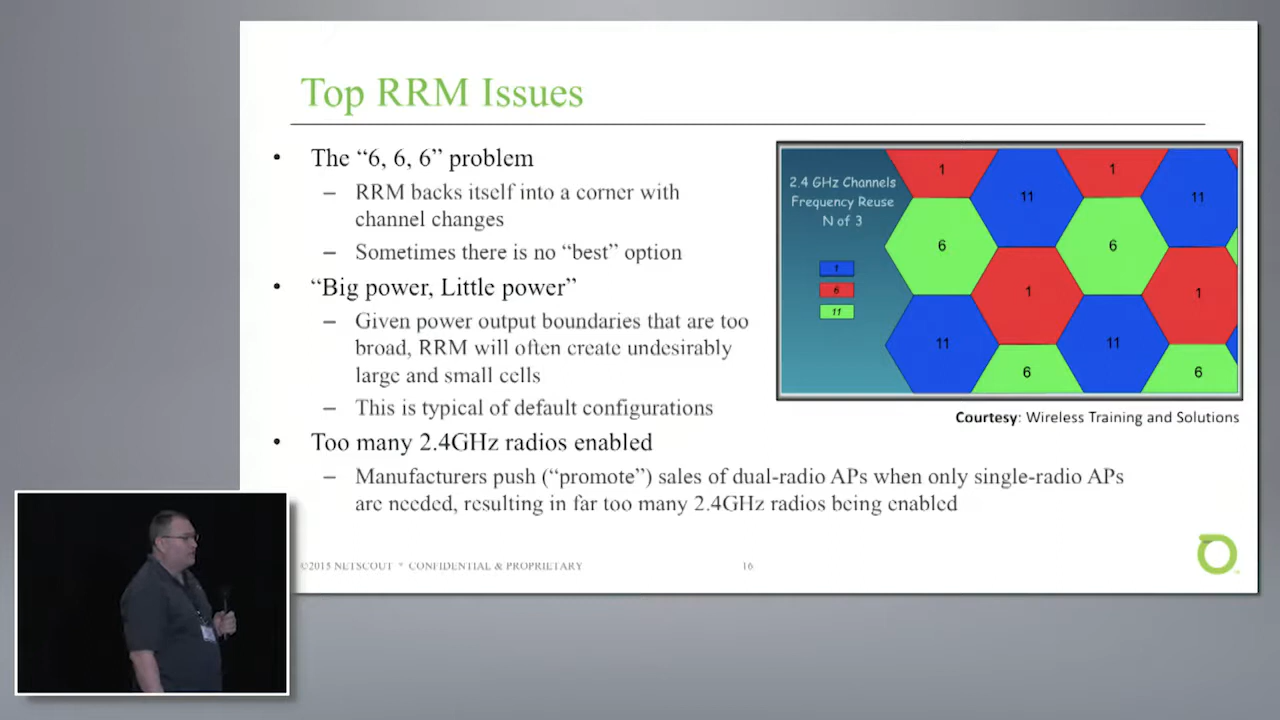 Top RRM Issues
• The “6, 6, 6” problem
– RRM backs itself into a corner with
channel changes
– Sometimes there is no “best” option
• “Big power, Little power”
– Given power output boundaries that are too
broad, RRM will often create undesirably
large and small cells
– This is typical of default configurations
• Too many 2.4GHz radios enabled
– Manufacturers push (“promote”) sales of dual-radio APs when only single-radio APs
are needed, resulting in far too many 2.4GHz radios being enabled
2.4 GHz Channels
Frequency Reuse
N of 3
1
6
11
1 1
11 11
6 6
1 1
11 11
6 6
Courtesy: Wireless Training and Solutions
©2015 NETSCOUT * CONFIDENTIAL & PROPRIETARY 16